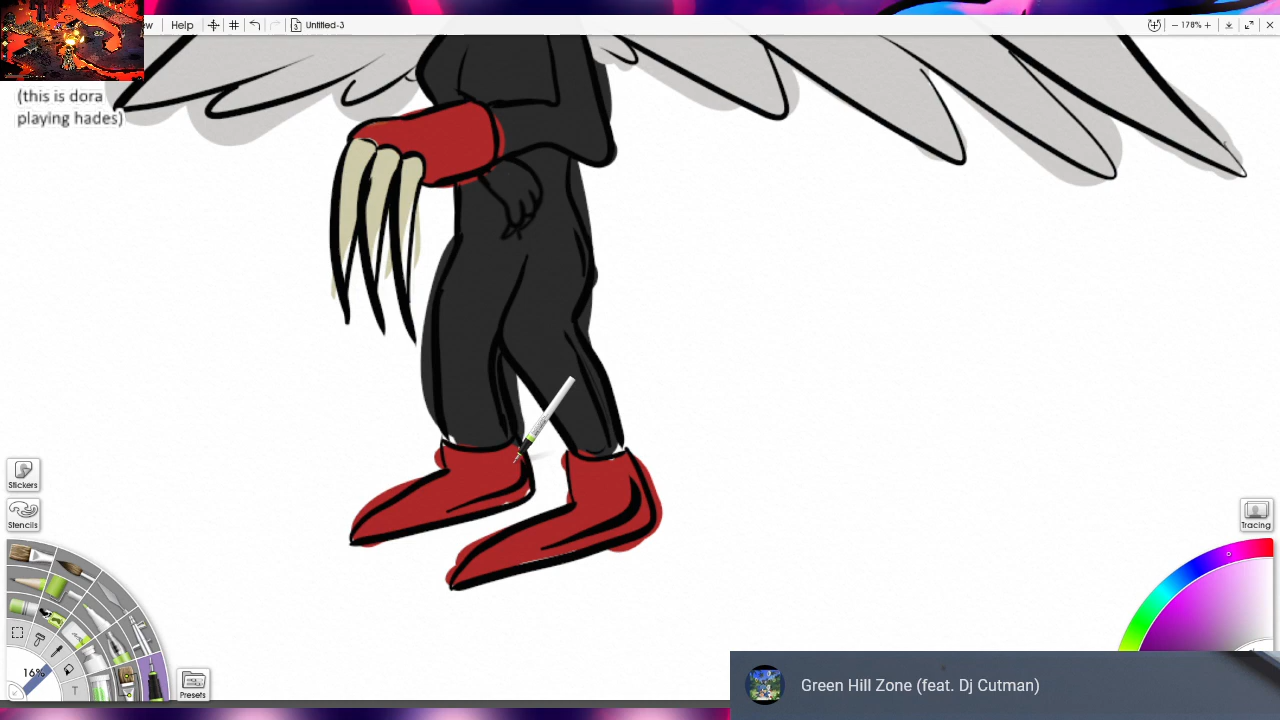 ew Help Untitled-3 178%
(this is dora
playing hades)
Stickers
Stencils
Tracing
16%
T
Presets
Green Hill Zone (feat. Dj Cutman)